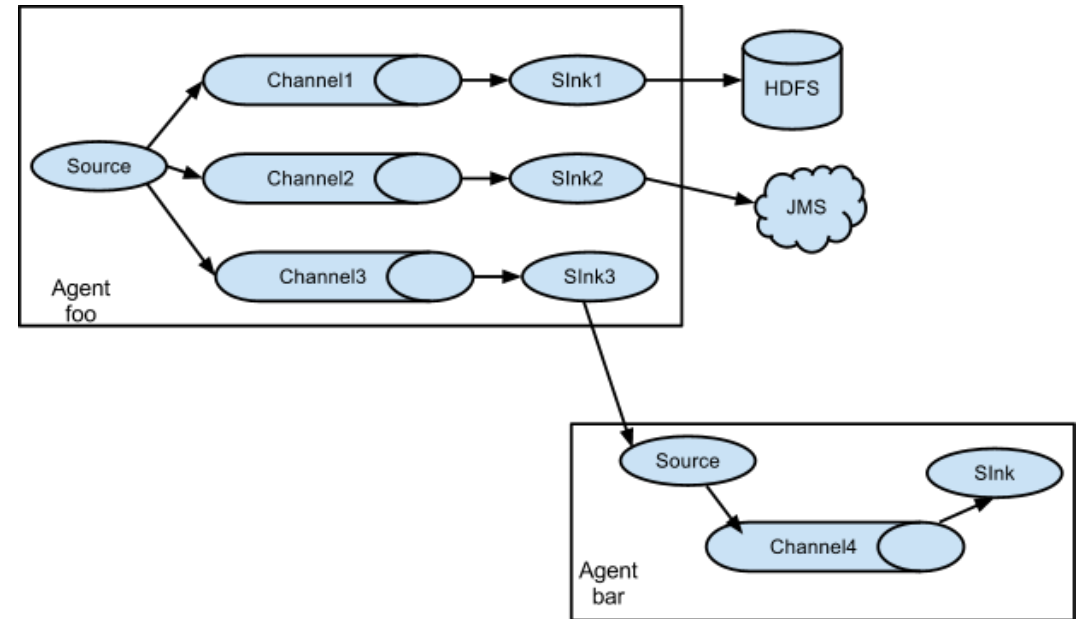 Channel1
SInk1
HDFS
Source
Channel2
SInk2
JMS
Channel3
SInk3
Agent
foo
Source
SInk
Channel4
Agent
bar